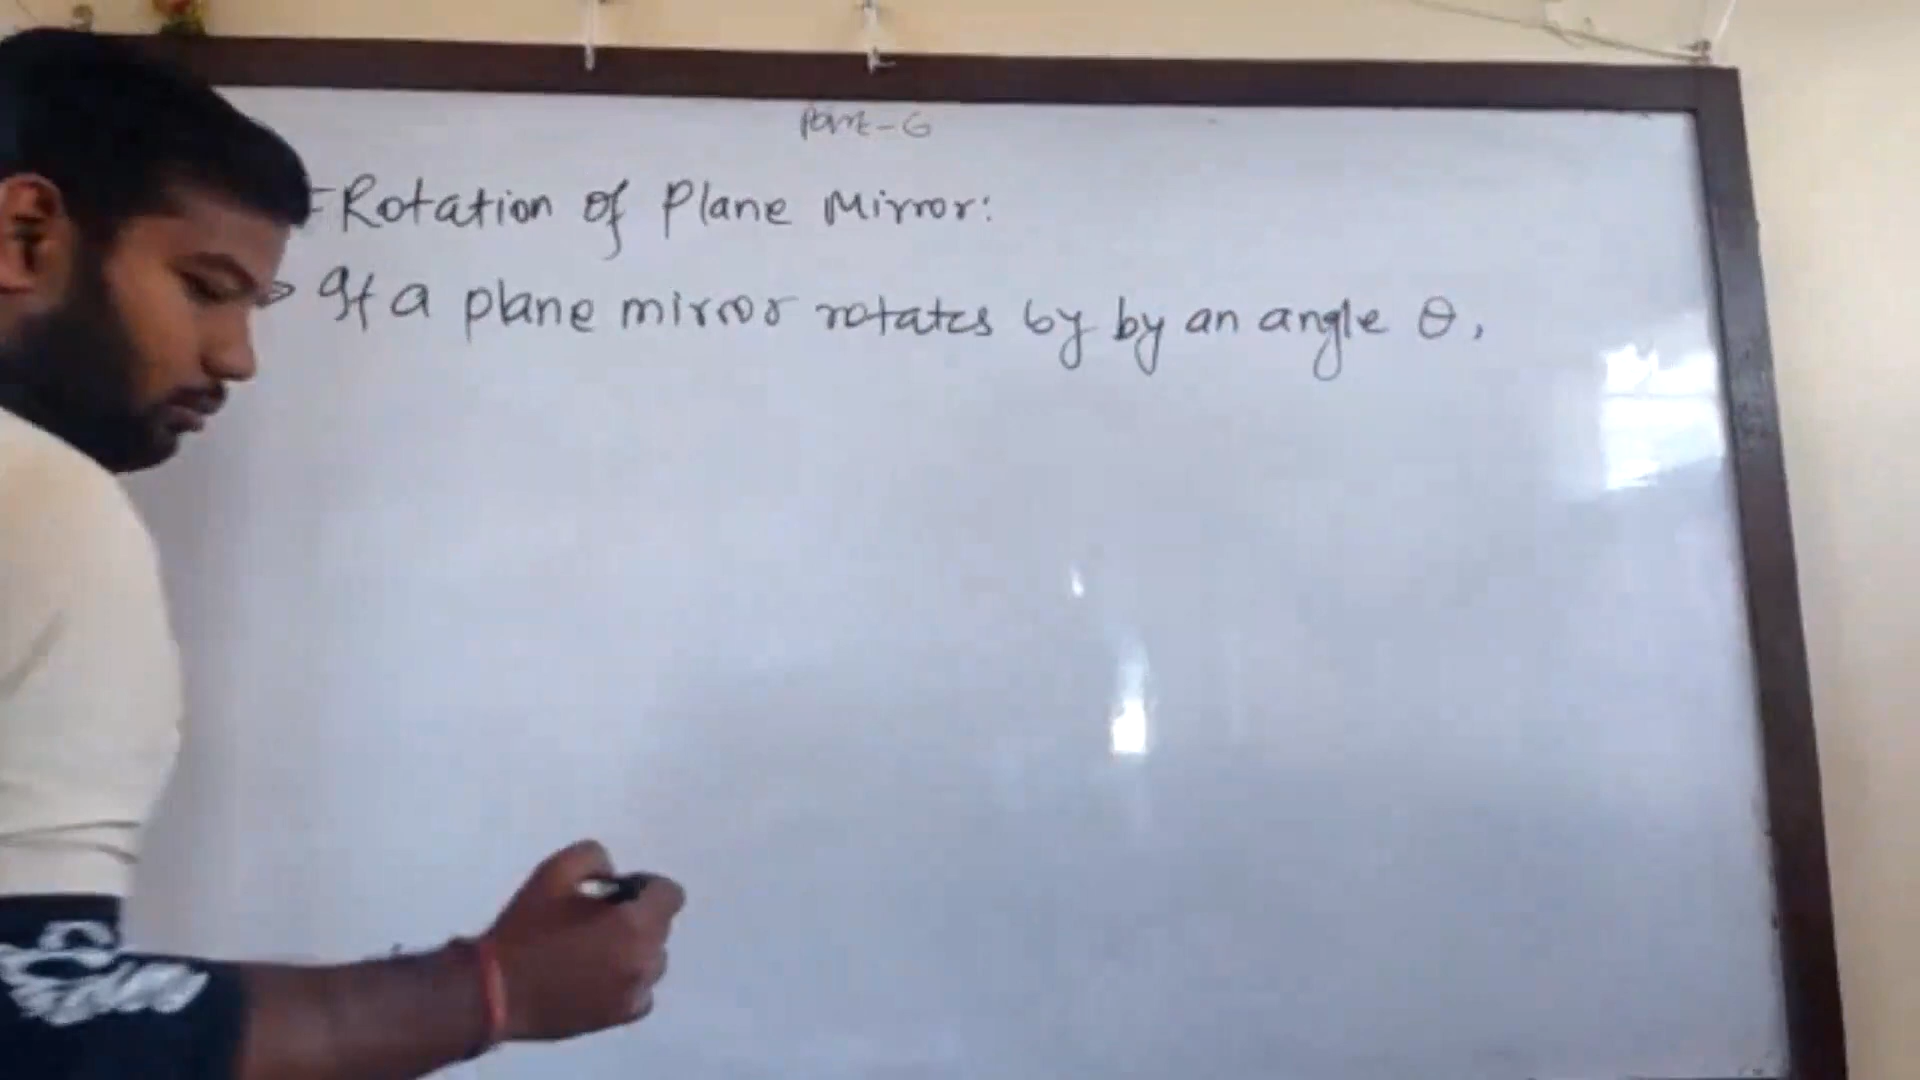 Part-6
Rotation of Plane Mirror:
If a plane mirror rotates by by an angle θ,